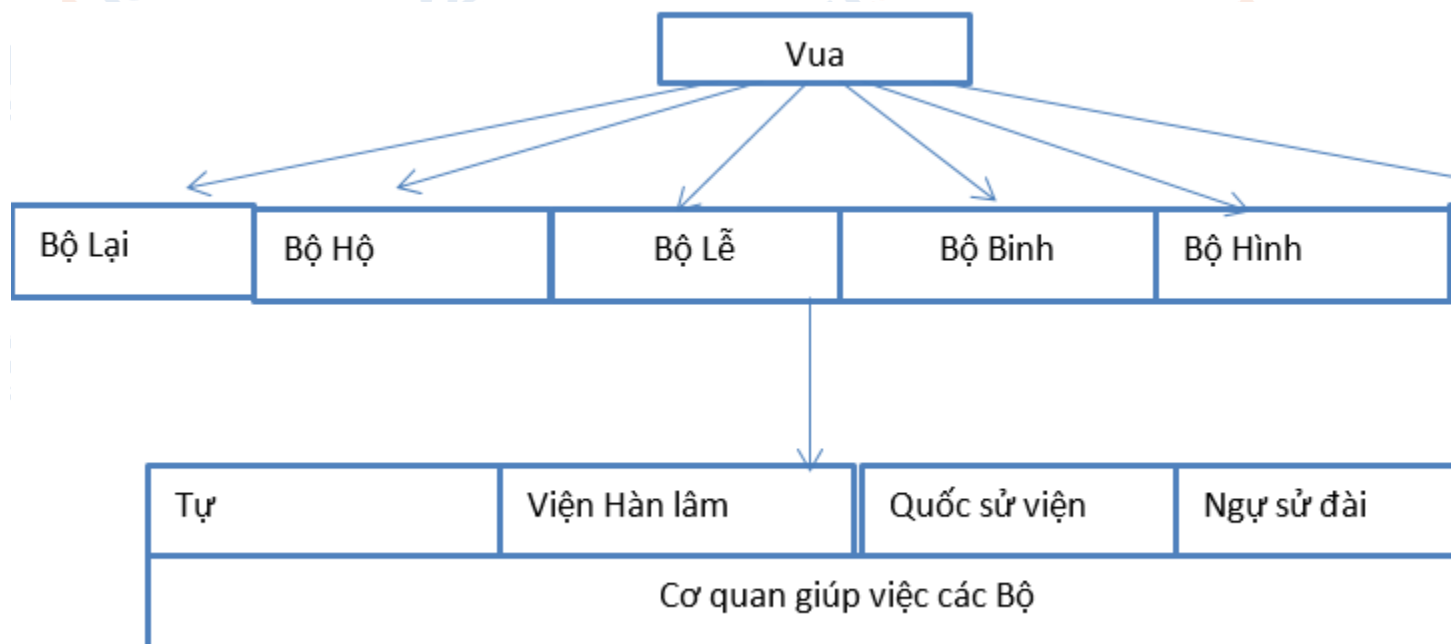 Vua
Bộ Lại
Bộ Hộ
Bộ Lễ
Bộ Binh
Bộ Hình
Tự
Viện Hàn lâm
Quốc sử viện
Ngự sử đài
Cơ quan giúp việc các Bộ